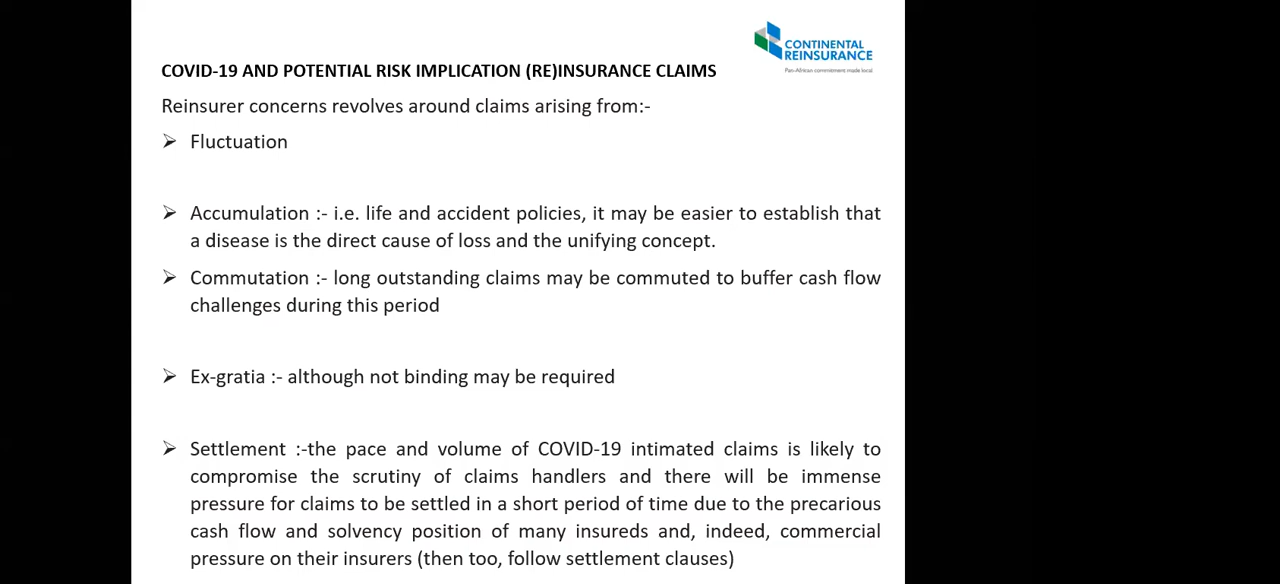 CONTINENTAL
REINSURANCE
Pan-African commitment made local.
COVID-19 AND POTENTIAL RISK IMPLICATION (RE)INSURANCE CLAIMS
Reinsurer concerns revolves around claims arising from:-
➢ Fluctuation
➢ Accumulation :- i.e. life and accident policies, it may be easier to establish that
a disease is the direct cause of loss and the unifying concept.
➢ Commutation :- long outstanding claims may be commuted to buffer cash flow
challenges during this period
➢ Ex-gratia :- although not binding may be required
➢ Settlement :-the pace and volume of COVID-19 intimated claims is likely to
compromise the scrutiny of claims handlers and there will be immense
pressure for claims to be settled in a short period of time due to the precarious
cash flow and solvency position of many insureds and, indeed, commercial
pressure on their insurers (then too, follow settlement clauses)